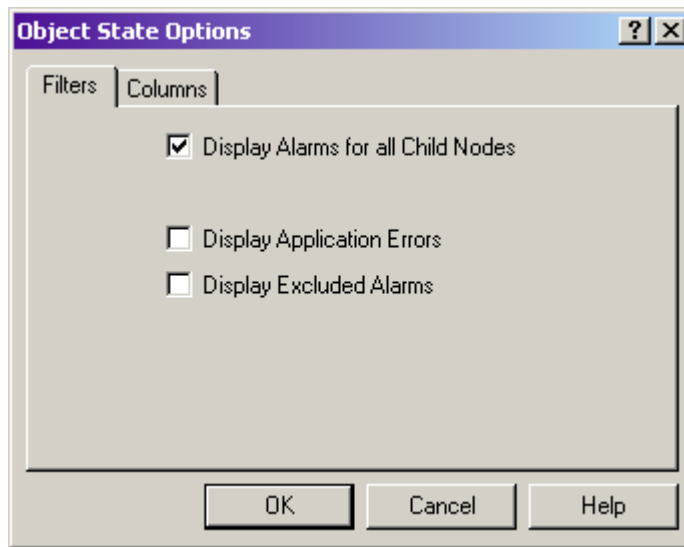 Object State Options
Filters Columns
Display Alarms for all Child Nodes
Display Application Errors
Display Excluded Alarms
OK Cancel Help